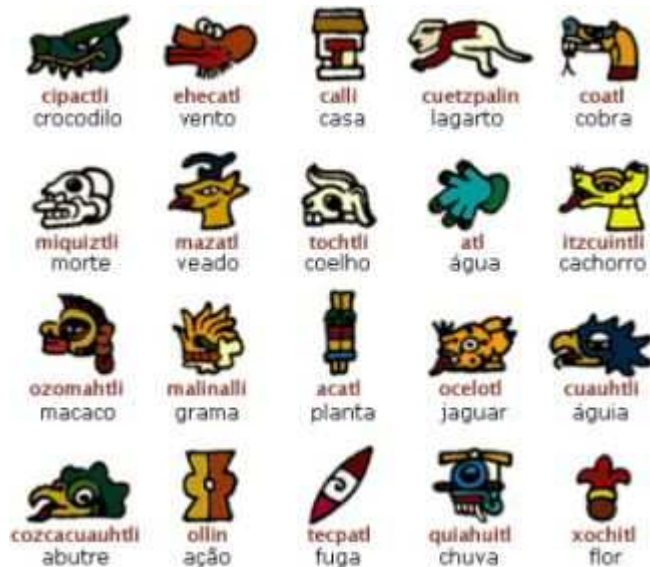 cipactli ehecatl calli cuetzpalin coatl
crocodilo vento casa lagarto cobra
miquiztli mazatl tochtli atl itzcuintli
morte veado coelho água cachorro
ozomahtli malinalli acatl ocelotl cuauhtli
macaco grama planta jaguar águia
cozcacuauhtli ollin tecpatl quiahuitl xochitl
abutre ação fuga chuva flor